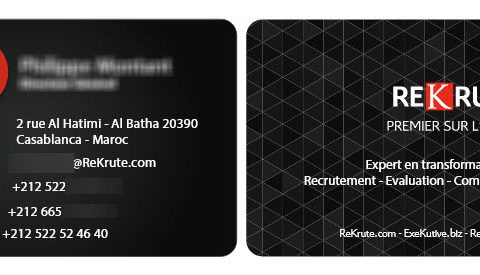 2 rue Al Hatimi - Al Batha 20390
Casablanca - Maroc
@ReKrute.com
+212 522
+212 665
+212 522 52 46 40
REKRU
PREMIER SUR L'
Expert en transforma
Recrutement - Evaluation - Com
ReKrute.com - ExeKutive.biz - Re